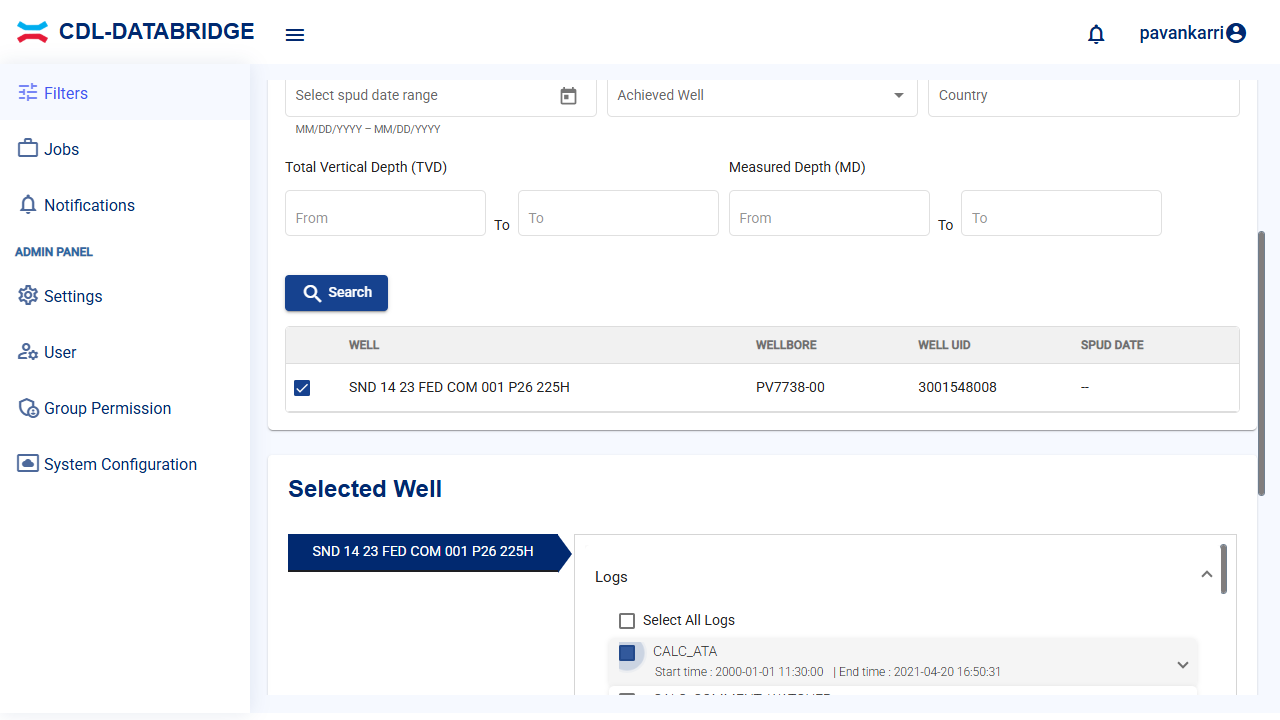 CDL-DATABRIDGE
pavankarri
Filters
Jobs
Notifications
ADMIN PANEL
Settings
User
Group Permission
System Configuration
Select spud date range
Achieved Well
Country
MM/DD/YYYY – MM/DD/YYYY
Total Vertical Depth (TVD)
Measured Depth (MD)
From To To From To To
Search
WELL WELLBORE WELL UID SPUD DATE
SND 14 23 FED COM 001 P26 225H PV7738-00 3001548008 --
Selected Well
SND 14 23 FED COM 001 P26 225H
Logs
Select All Logs
CALC_ATA
Start time : 2000-01-01 11:30:00 | End time : 2021-04-20 16:50:31